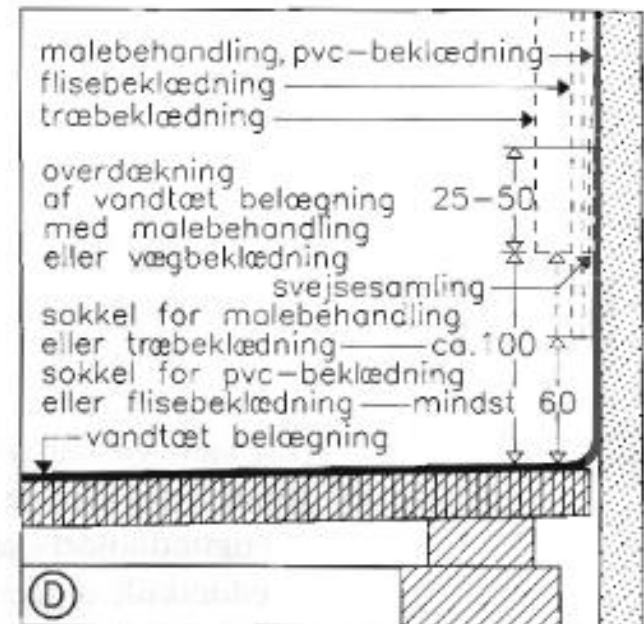 malebehandling, pvc-beklædning
flisebeklædning
træbeklædning
overdækning
af vandtæt belægning 25-50
med malebehandling
eller vægbeklædning
svejsesamling
sokkel for malebehandling
eller træbeklædning ca.100
sokkel for pvc-beklædning
eller flisebeklædning mindst 60
vandtæt belægning
D